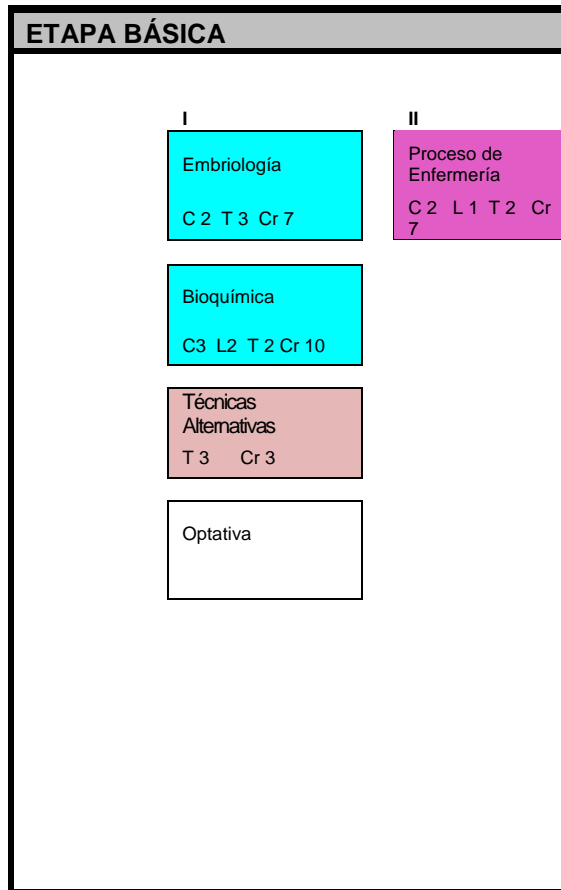 ETAPA BÁSICA
I
Embriología
C 2 T 3 Cr 7
Bioquímica
C3 L2 T 2 Cr 10
Técnicas
Alternativas
T 3 Cr 3
Optativa
II
Proceso de
Enfermería
C 2 L 1 T 2 Cr
7